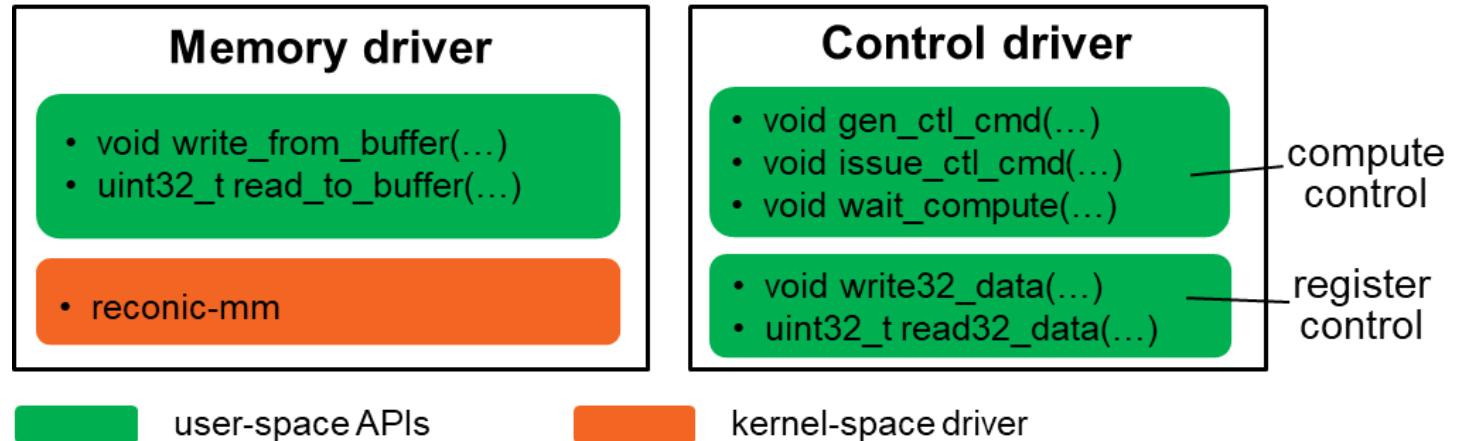 Memory driver
• void write_from_buffer(…)
• uint32_t read_to_buffer(…)
• reconic-mm
Control driver
• void gen_ctl_cmd(…)
• void issue_ctl_cmd(…)
• void wait_compute(…)
compute
control
• void write32_data(…)
• uint32_t read32_data(…)
register
control
user-space APIs
kernel-space driver